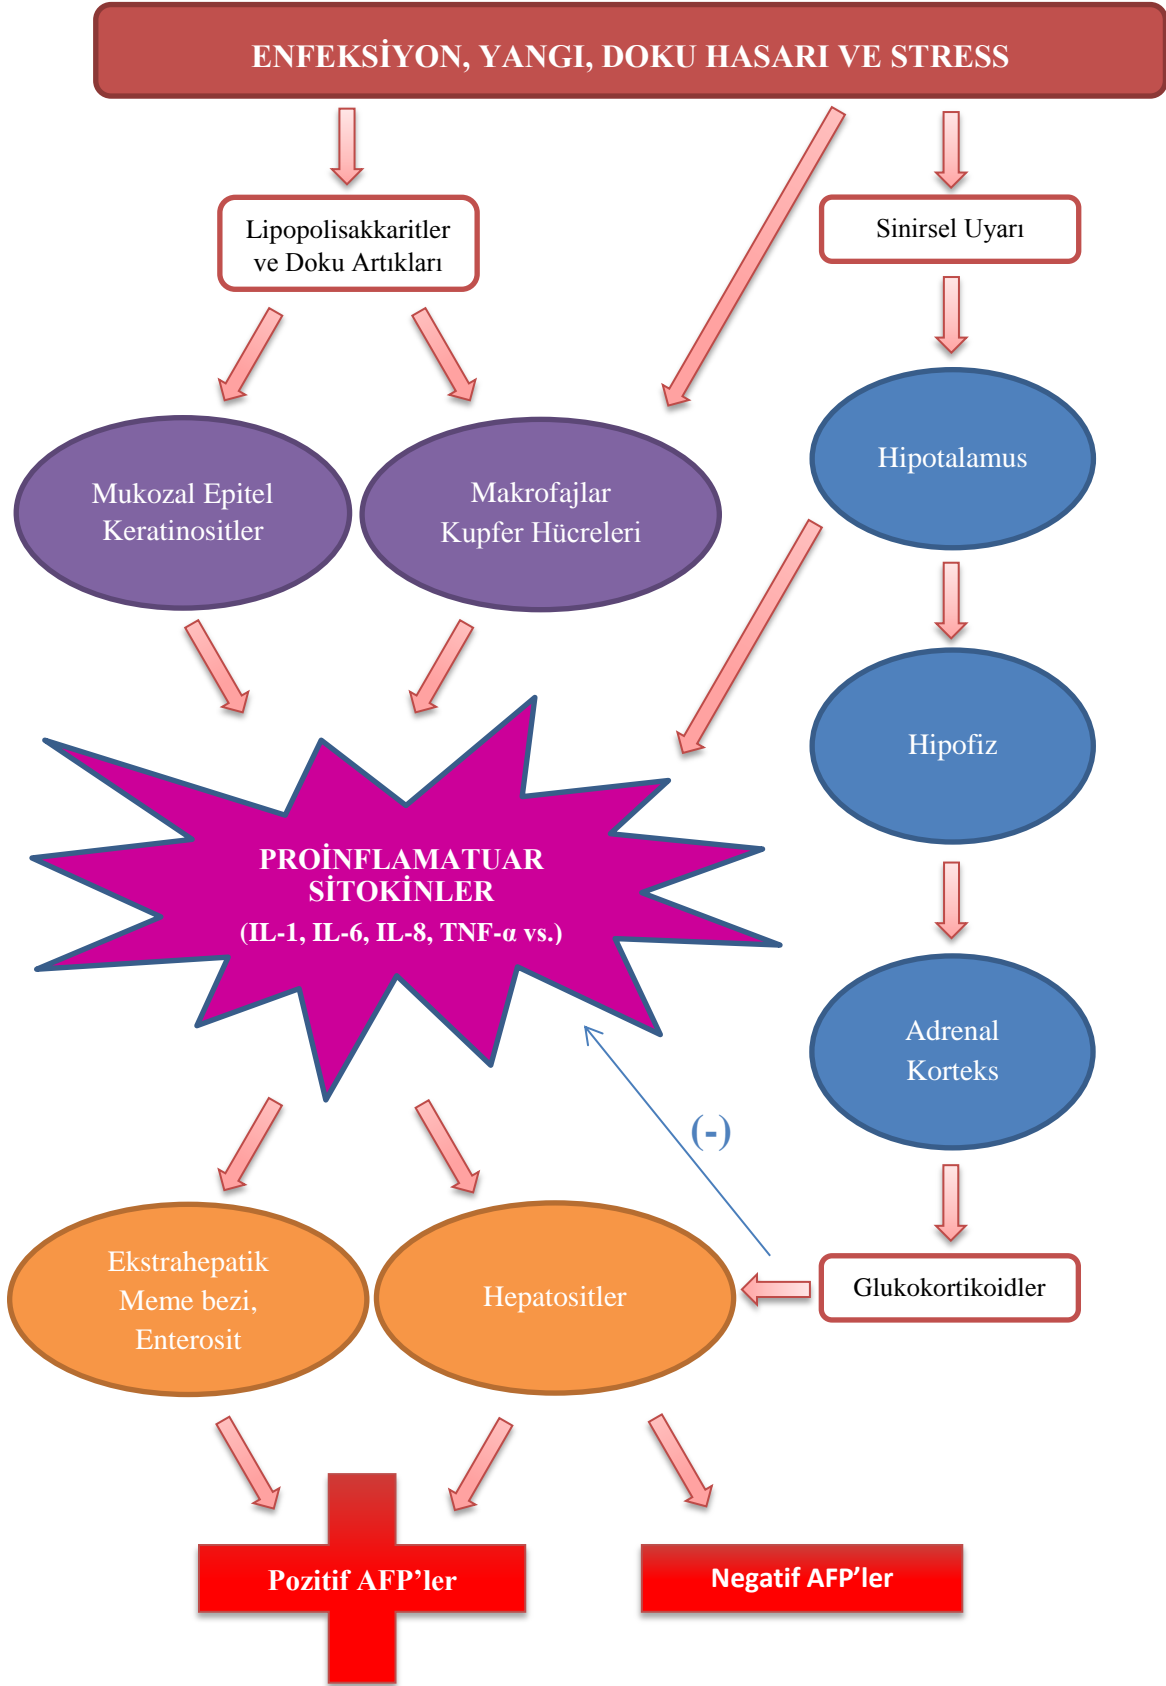 ENFEKSİYON, YANGI, DOKU HASARI VE STRESS
Lipopolisakkaritler
ve Doku Artıkları
Sinirsel Uyarı
Mukozal Epitel
Keratinositler
Makrofajlar
Kupfer Hücreleri
Hipotalamus
Hipofiz
PROİNFLAMATUAR
SİTOKİNLER
(IL-1, IL-6, IL-8, TNF-α vs.)
Adrenal
Korteks
(-)
Ekstrahepatik
Meme bezi,
Enterosit
Hepatositler
Glukokortikoidler
Pozitif AFP’ler
Negatif AFP’ler